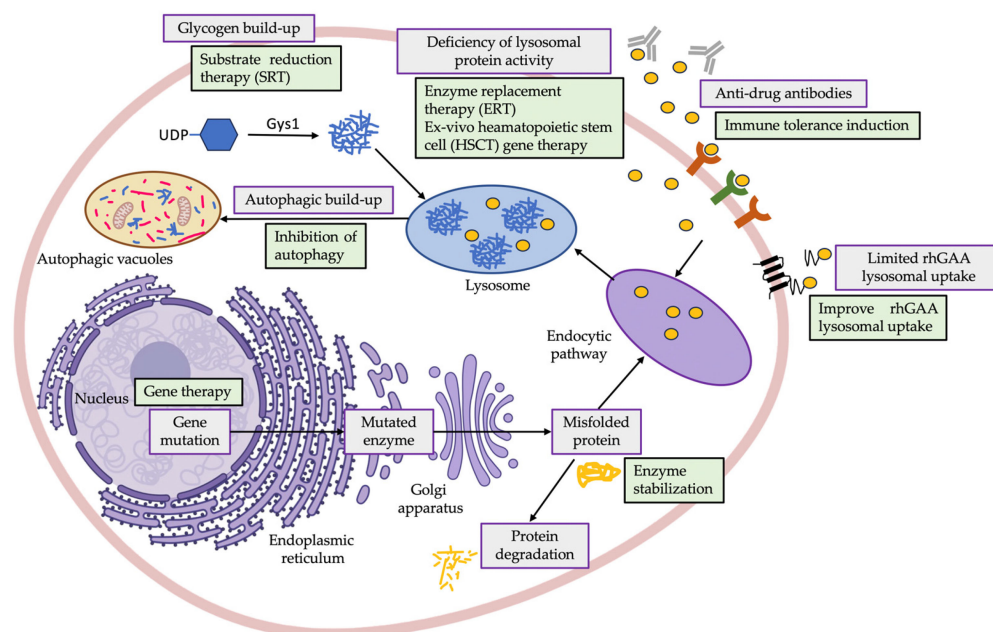 Glycogen build-up
Substrate reduction
therapy (SRT)
Deficiency of lysosomal
protein activity
Enzyme replacement
therapy (ERT)
Ex-vivo heamatopoietic stem
cell (HSCT) gene therapy
Anti-drug antibodies
Immune tolerance induction
UDP
Gys1
Autophagic build-up
Inhibition of
autophagy
Autophagic vacuoles
Lysosome
Limited rhGAA
lysosomal uptake
Improve rhGAA
lysosomal uptake
Endocytic
pathway
Nucleus
Gene therapy
Gene
mutation
Mutated
enzyme
Misfolded
protein
Enzyme
stabilization
Golgi
apparatus
Endoplasmic
reticulum
Protein
degradation